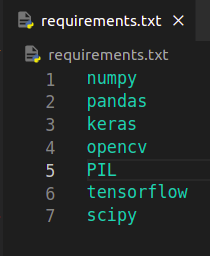 requirements.txt
requirements.txt
1 numpy
2 pandas
3 keras
4 opencv
5 PIL
6 tensorflow
7 scipy